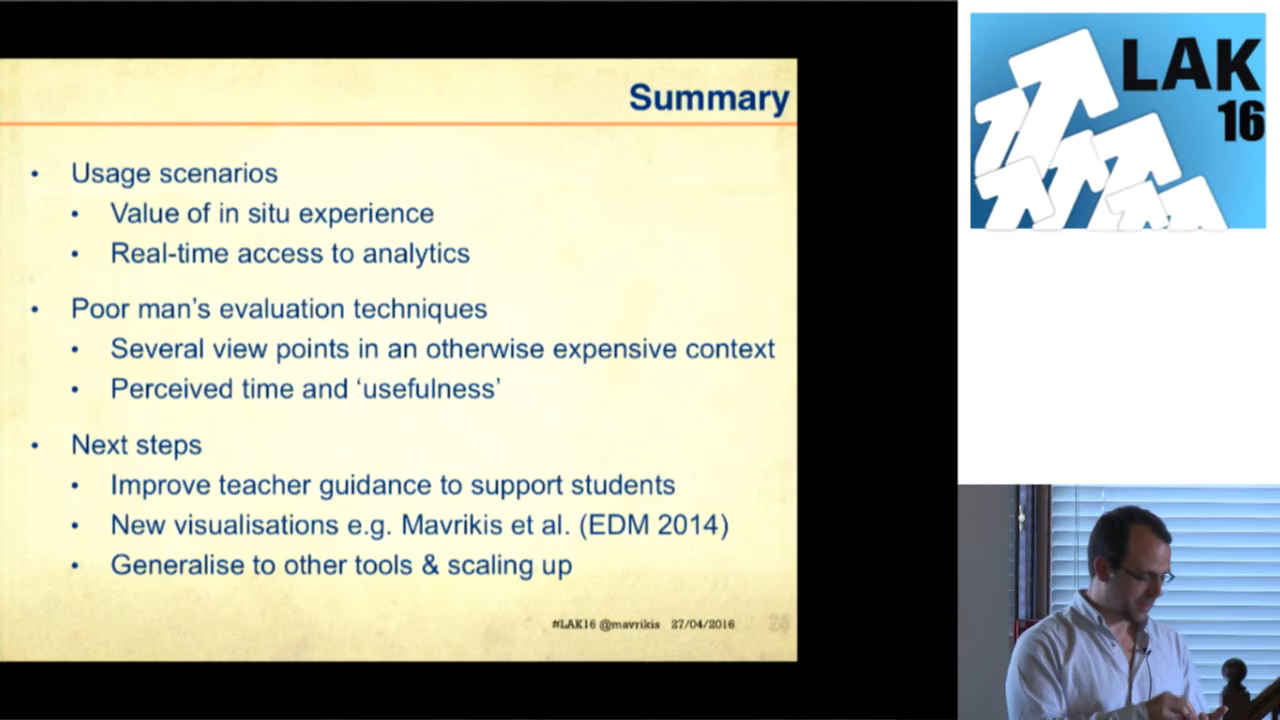 Summary
• Usage scenarios
• Value of in situ experience
• Real-time access to analytics
• Poor man's evaluation techniques
• Several view points in an otherwise expensive context
• Perceived time and ‘usefulness’
• Next steps
• Improve teacher guidance to support students
• New visualisations e.g. Mavrikis et al. (EDM 2014)
• Generalise to other tools & scaling up
#LAK16 @mavrikis 27/04/2016
LAK
16